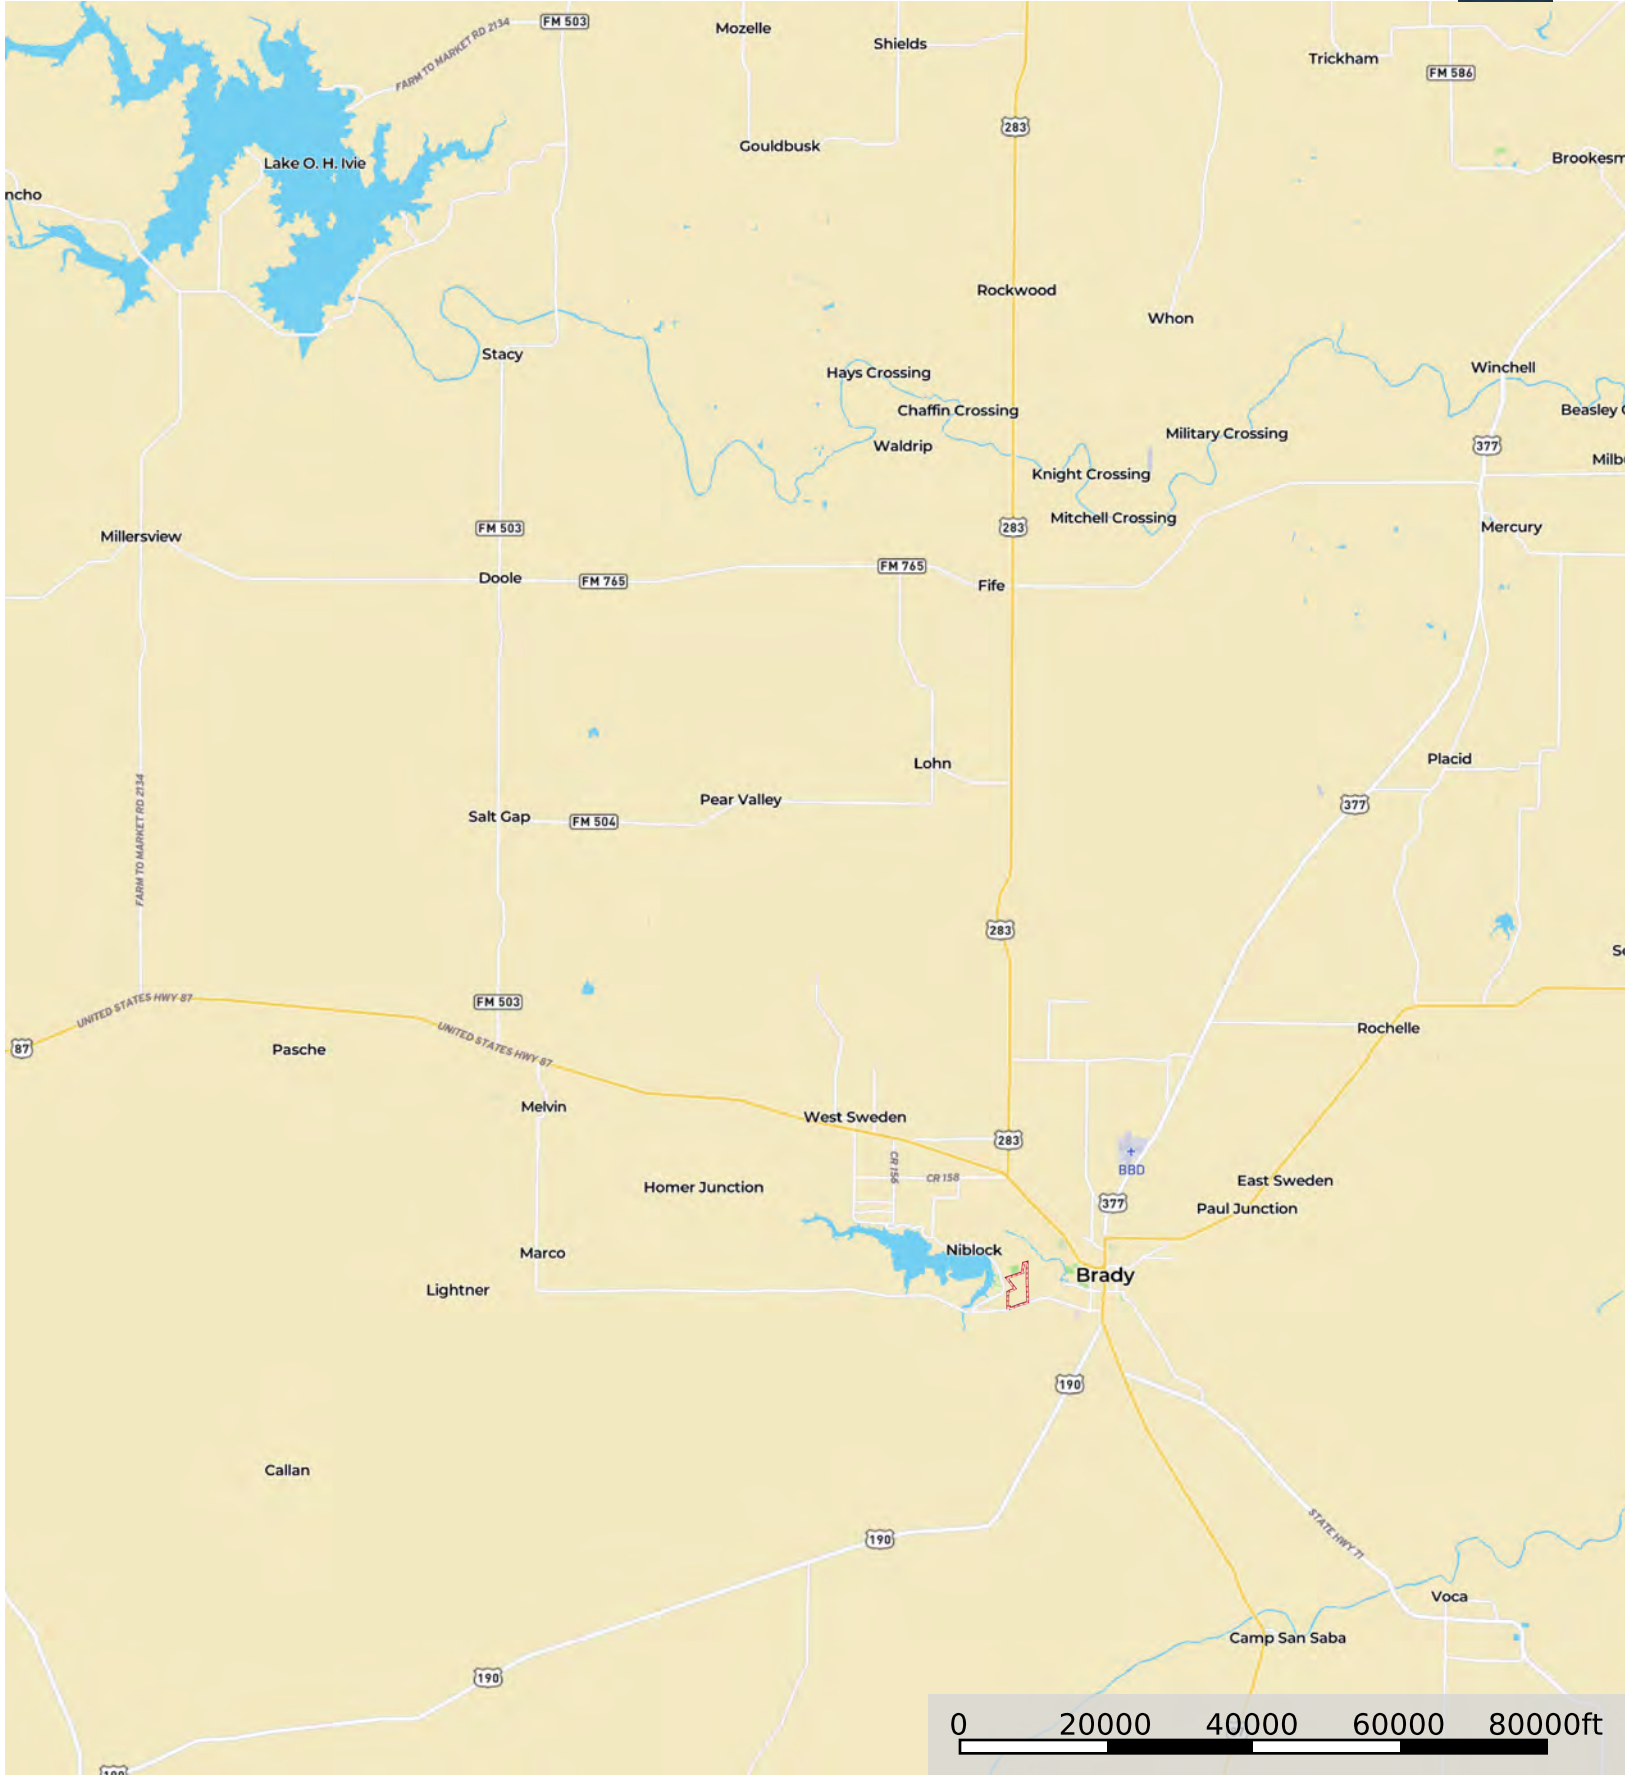 FM 503
FARM TO MARKET RD 2134
Mozelle
Shields
Trickham
FM 586
283
Gouldbusk
Lake O. H. Ivie
Brookesm
ncho
Rockwood
Whon
Stacy
Hays Crossing
Winchell
Chaffin Crossing
Beasley
Military Crossing
Waldrip
377
Milb
Knight Crossing
Mitchell Crossing
FM 503
283
Mercury
Millersview
FM 765
Doole
FM 765
Fife
Placid
Lohn
Pear Valley
377
Salt Gap
FM 504
FARM TO MARKET RD 2134
283
UNITED STATES HWY 87
FM 503
Rochelle
87
Pasche
UNITED STATES HWY 87
Melvin
West Sweden
283
BBD
CR 156
CR 158
East Sweden
Homer Junction
377
Paul Junction
Marco
Niblock
Brady
Lightner
190
Callan
STATE HWY 71
190
Voca
Camp San Saba
190
0 20000 40000 60000 80000ft